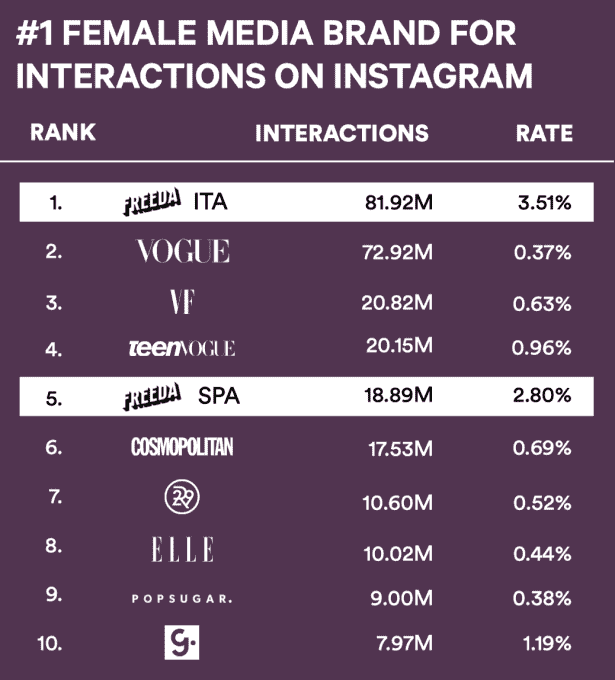 #1 FEMALE MEDIA BRAND FOR
INTERACTIONS ON INSTAGRAM
RANK INTERACTIONS RATE
1. FREEDA ITA 81.92M 3.51%
2. VOGUE 72.92M 0.37%
3. VF 20.82M 0.63%
4. teenVOGUE 20.15M 0.96%
5. FREEDA SPA 18.89M 2.80%
6. COSMOPOLITAN 17.53M 0.69%
7. R29 10.60M 0.52%
8. ELLE 10.02M 0.44%
9. POPSUGAR. 9.00M 0.38%
10. g. 7.97M 1.19%